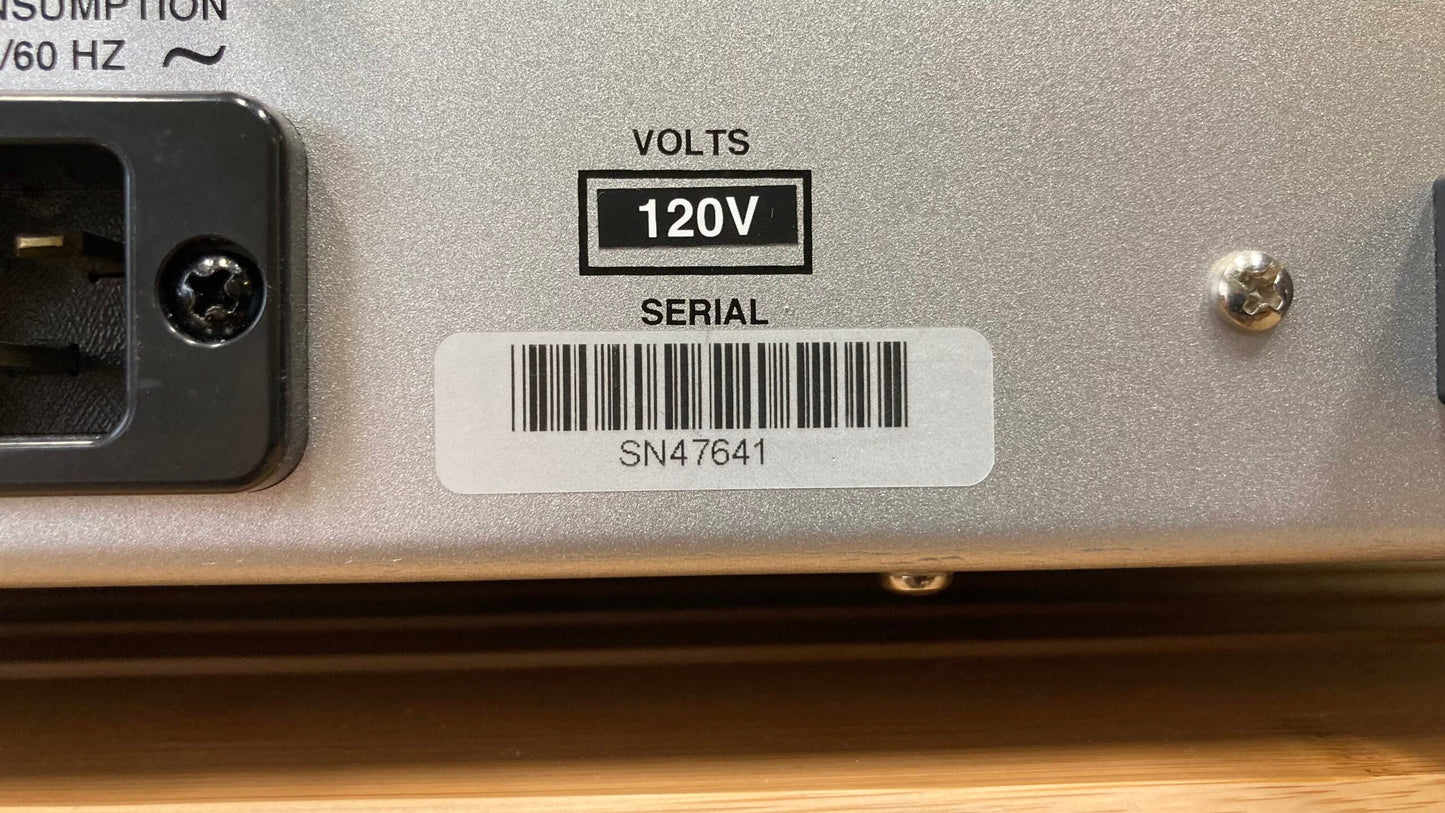 NSUMPTION
/60 HZ ~
VOLTS
120V
SERIAL
SN47641